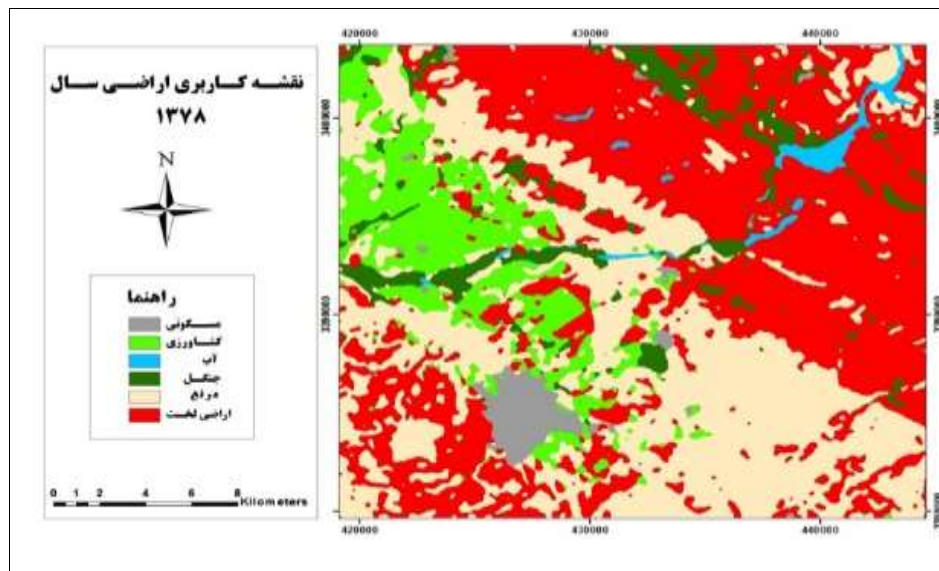 نقشه کاربری اراضی سال
۱۳۷۸
N
راهنما
مسکونی
کشاورزی
آب
جنگل
مرتع
اراضی لخت
0 1 2 4 6 8
Kilometers
420000 430000 440000
420000 430000 440000